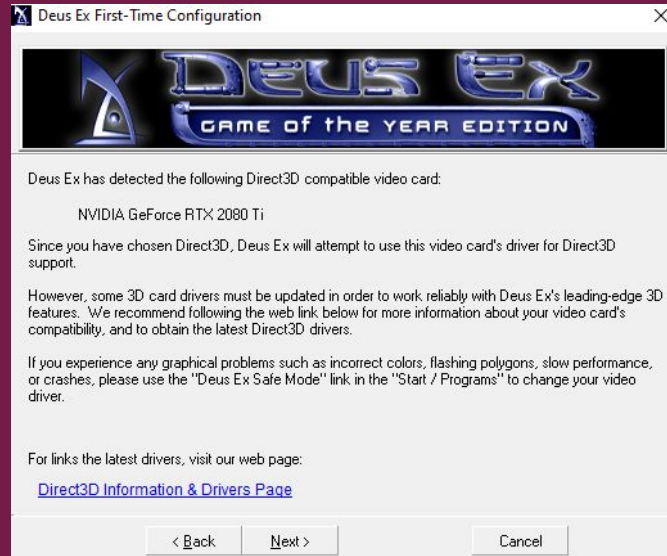 Deus Ex First-Time Configuration
DEUS EX
GAME OF the YEAR EDITION
Deus Ex has detected the following Direct3D compatible video card:
NVIDIA GeForce RTX 2080 Ti
Since you have chosen Direct3D, Deus Ex will attempt to use this video card's driver for Direct3D
support.
However, some 3D card drivers must be updated in order to work reliably with Deus Ex's leading-edge 3D
features. We recommend following the web link below for more information about your video card's
compatibility, and to obtain the latest Direct3D drivers.
If you experience any graphical problems such as incorrect colors, flashing polygons, slow performance,
or crashes, please use the "Deus Ex Safe Mode" link in the "Start / Programs" to change your video
driver.
For links the latest drivers, visit our web page:
Direct3D Information & Drivers Page
< Back Next > Cancel